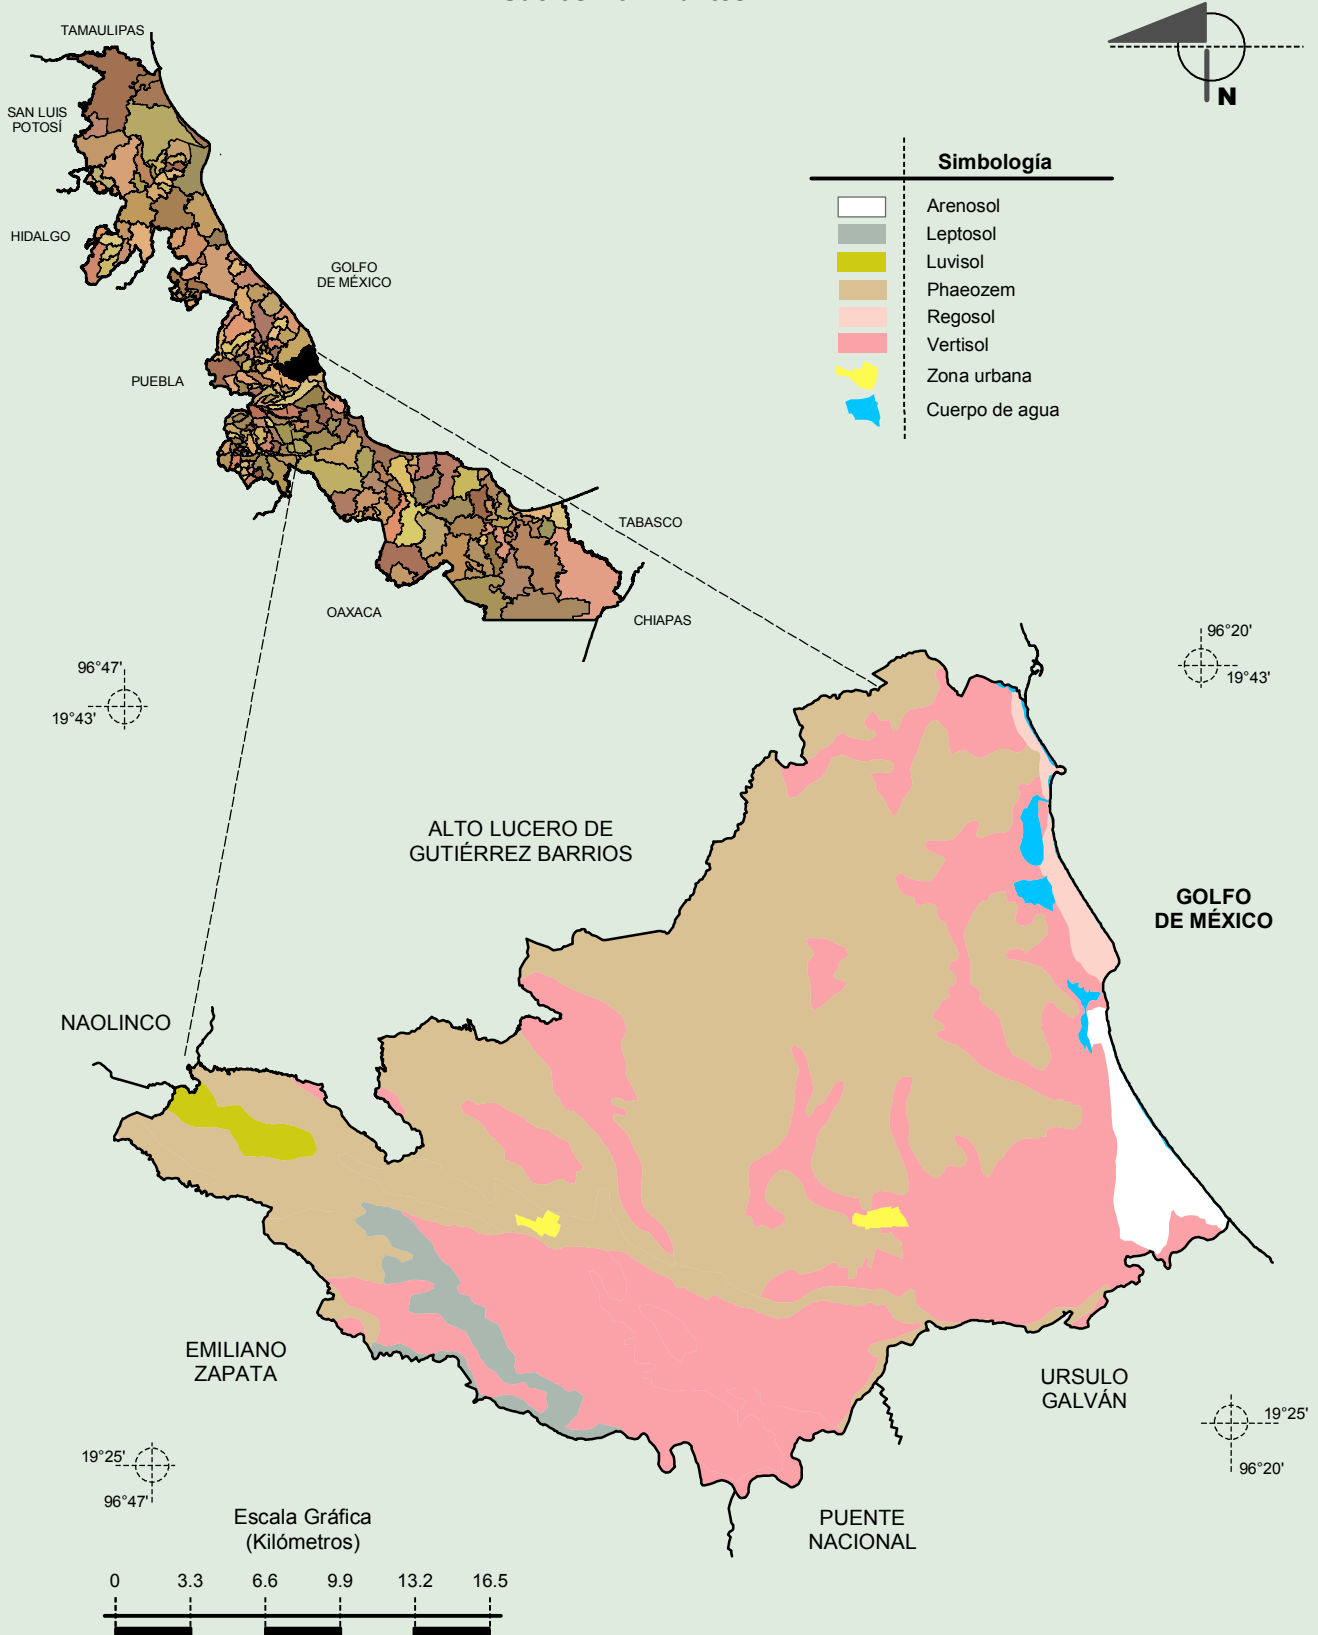 TAMAULIPAS
SAN LUIS
POTOSÍ
HIDALGO
GOLFO
DE MÉXICO
PUEBLA
TABASCO
OAXACA
CHIAPAS
N
Simbología
Arenosol
Leptosol
Luvisol
Phaeozem
Regosol
Vertisol
Zona urbana
Cuerpo de agua
96°47'
19°43'
96°20'
19°43'
ALTO LUCERO DE
GUTIÉRREZ BARRIOS
GOLFO
DE MÉXICO
NAOLINCO
EMILIANO
ZAPATA
URSULO
GALVÁN
PUENTE
NACIONAL
19°25'
96°47'
19°25'
96°20'
Escala Gráfica
(Kilómetros)
0 3.3 6.6 9.9 13.2 16.5